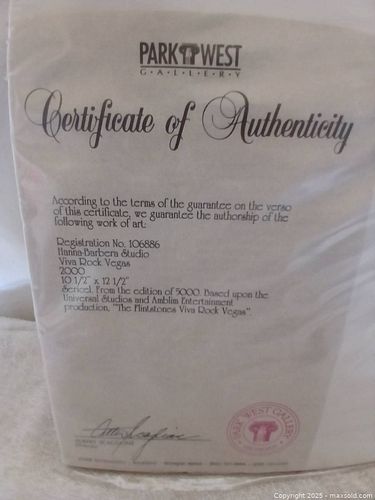 PARK WEST
G·A·L·L·E·R·Y
Certificate of Authenticity
According to the terms of the guarantee on the verso
of this certificate, we guarantee the authorship of the
following work of art:
Registration No. 106886
Hanna-Barbera Studio
Viva Rock Vegas
2000
10 1/2" x 12 1/2"
Sericel. From the edition of 5000. Based upon the
Universal Studios and Amblim Entertainment
production, "The Flintstones Viva Rock Vegas".
PARK WEST GALLERY
Copyright © 2025 - maxsold.com